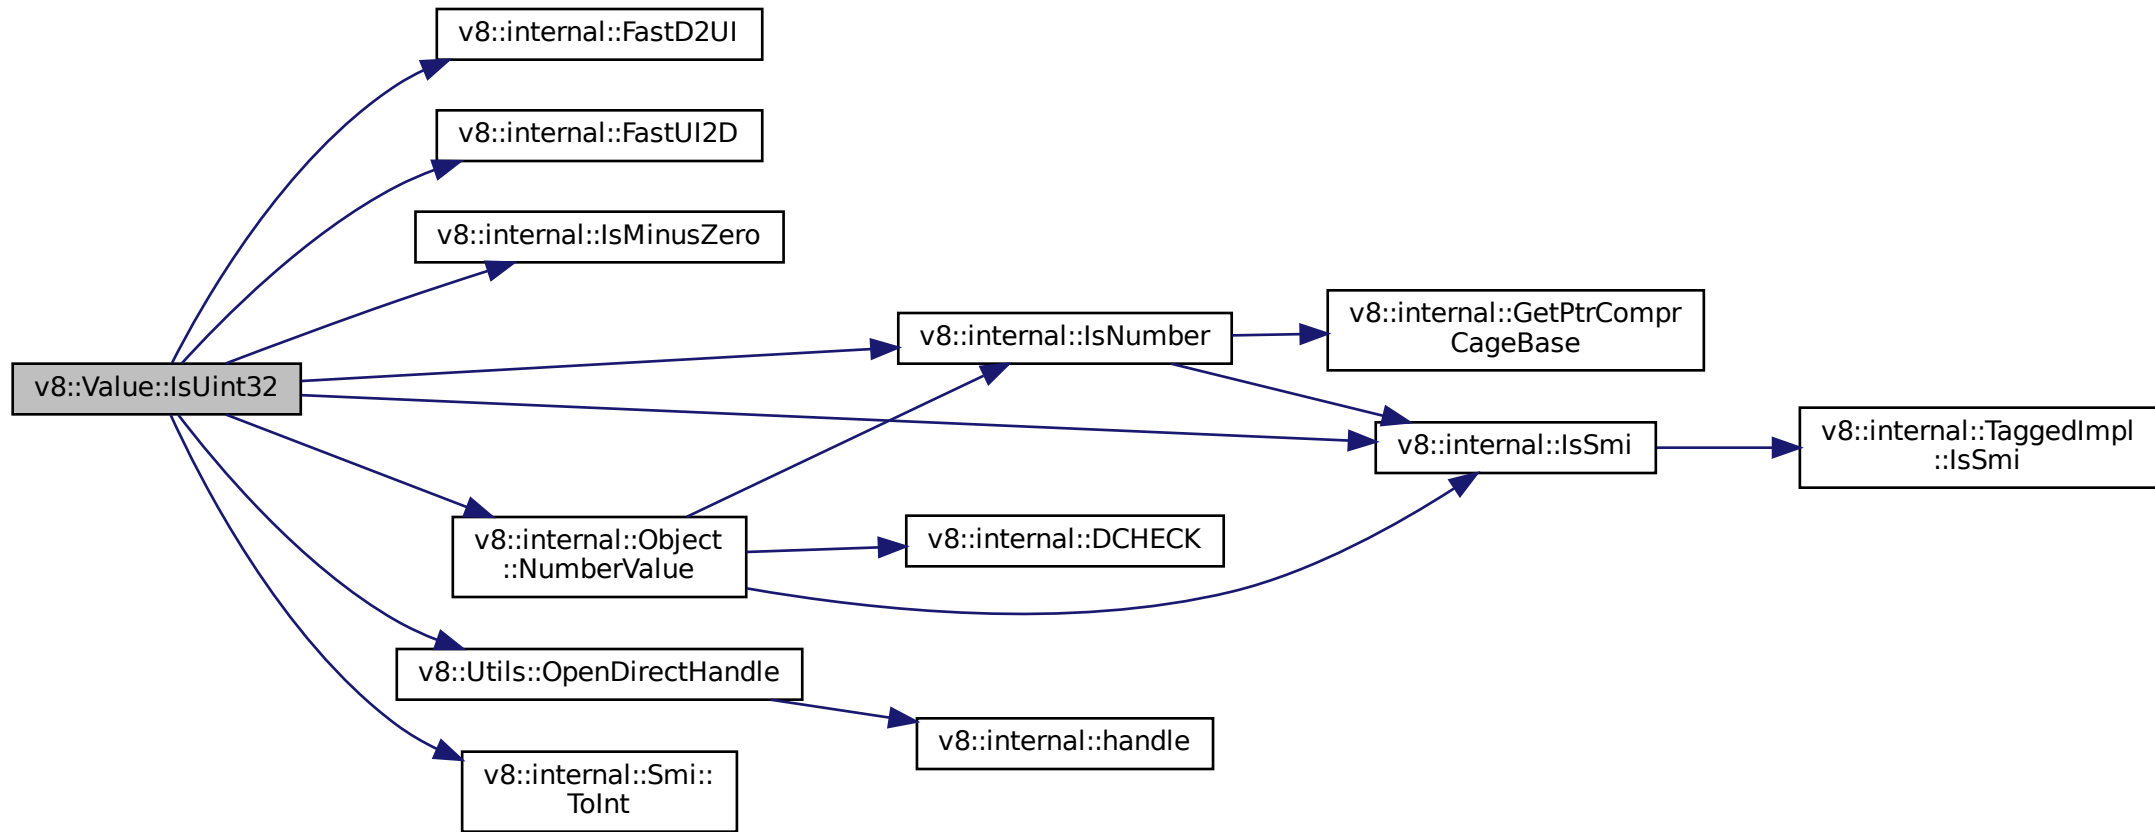 v8::internal::FastD2UI
v8::internal::FastUI2D
v8::internal::IsMinusZero
v8::internal::IsNumber
v8::internal::GetPtrCompr
CageBase
v8::Value::IsUint32
v8::internal::IsSmi
v8::internal::TaggedImpl
::IsSmi
v8::internal::Object
::NumberValue
v8::internal::DCHECK
v8::Utils::OpenDirectHandle
v8::internal::handle
v8::internal::Smi::
ToInt